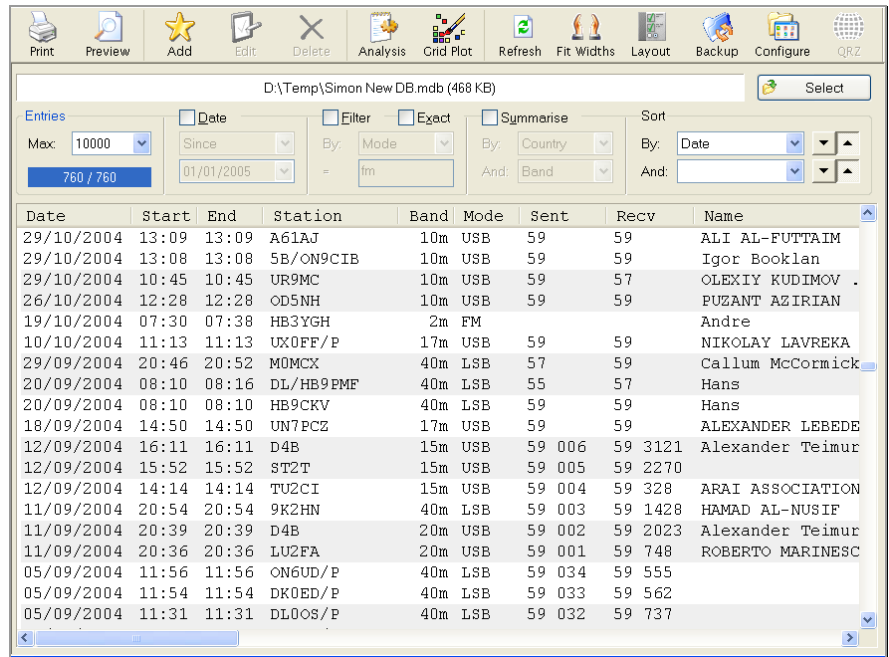 Print Preview Add Edit Delete Analysis Grid Plot Refresh Fit Widths Layout Backup Configure QRZ
D:\Temp\Simon New DB.mdb (468 KB) Select
Entries Date Filter Exact Summarise Sort
Max: 10000 Since By: Mode By: Country By: Date
760 / 760 01/01/2005 = fm And: Band And:
Date Start End Station Band Mode Sent Recv Name
29/10/2004 13:09 13:09 A61AJ 10m USB 59 59 ALI AL-FUTTAIM
29/10/2004 13:08 13:08 5B/ON9CIB 10m USB 59 59 Igor Booklan
29/10/2004 10:45 10:45 UR9MC 10m USB 59 57 OLEXIY KUDIMOV .
26/10/2004 12:28 12:28 OD5NH 10m USB 59 59 PUZANT AZIRIAN
19/10/2004 07:30 07:38 HB3YGH 2m FM Andre
10/10/2004 11:13 11:13 UX0FF/P 17m USB 59 59 NIKOLAY LAVREKA
29/09/2004 20:46 20:52 M0MCX 40m LSB 57 59 Callum McCormick
20/09/2004 08:10 08:16 DL/HB9PMF 40m LSB 55 57 Hans
20/09/2004 08:10 08:10 HB9CKV 40m LSB 59 59 Hans
18/09/2004 14:50 14:50 UN7PCZ 17m USB 59 59 ALEXANDER LEBEDE
12/09/2004 16:11 16:11 D4B 15m USB 59 006 59 3121 Alexander Teimur
12/09/2004 15:52 15:52 ST2T 15m USB 59 005 59 2270
12/09/2004 14:14 14:14 TU2CI 15m USB 59 004 59 328 ARAI ASSOCIATION
11/09/2004 20:54 20:54 9K2HN 40m LSB 59 003 59 1428 HAMAD AL-NUSIF
11/09/2004 20:39 20:39 D4B 20m USB 59 002 59 2023 Alexander Teimur
11/09/2004 20:36 20:36 LU2FA 20m USB 59 001 59 748 ROBERTO MARINESC
05/09/2004 11:56 11:56 ON6UD/P 40m LSB 59 034 59 555
05/09/2004 11:54 11:54 DK0ED/P 40m LSB 59 033 59 562
05/09/2004 11:31 11:31 DL0OS/P 40m LSB 59 032 59 737